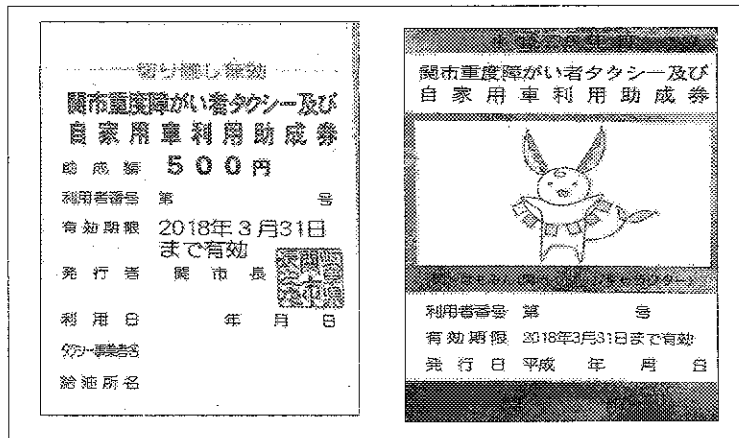 切り離し無効
関市重度障がい者タクシー及び
自家用車利用助成券
助成額 500円
利用者番号 第 号
有効期限 2018年3月31日
まで有効
発行者 関市長
利用日 年 月 日
タクシー事業者名
給油所名
関市重度障がい者タクシー及び
自家用車利用助成券
利用者番号 第 号
有効期限 2018年3月31日まで有効
発行日 平成 年 月 日